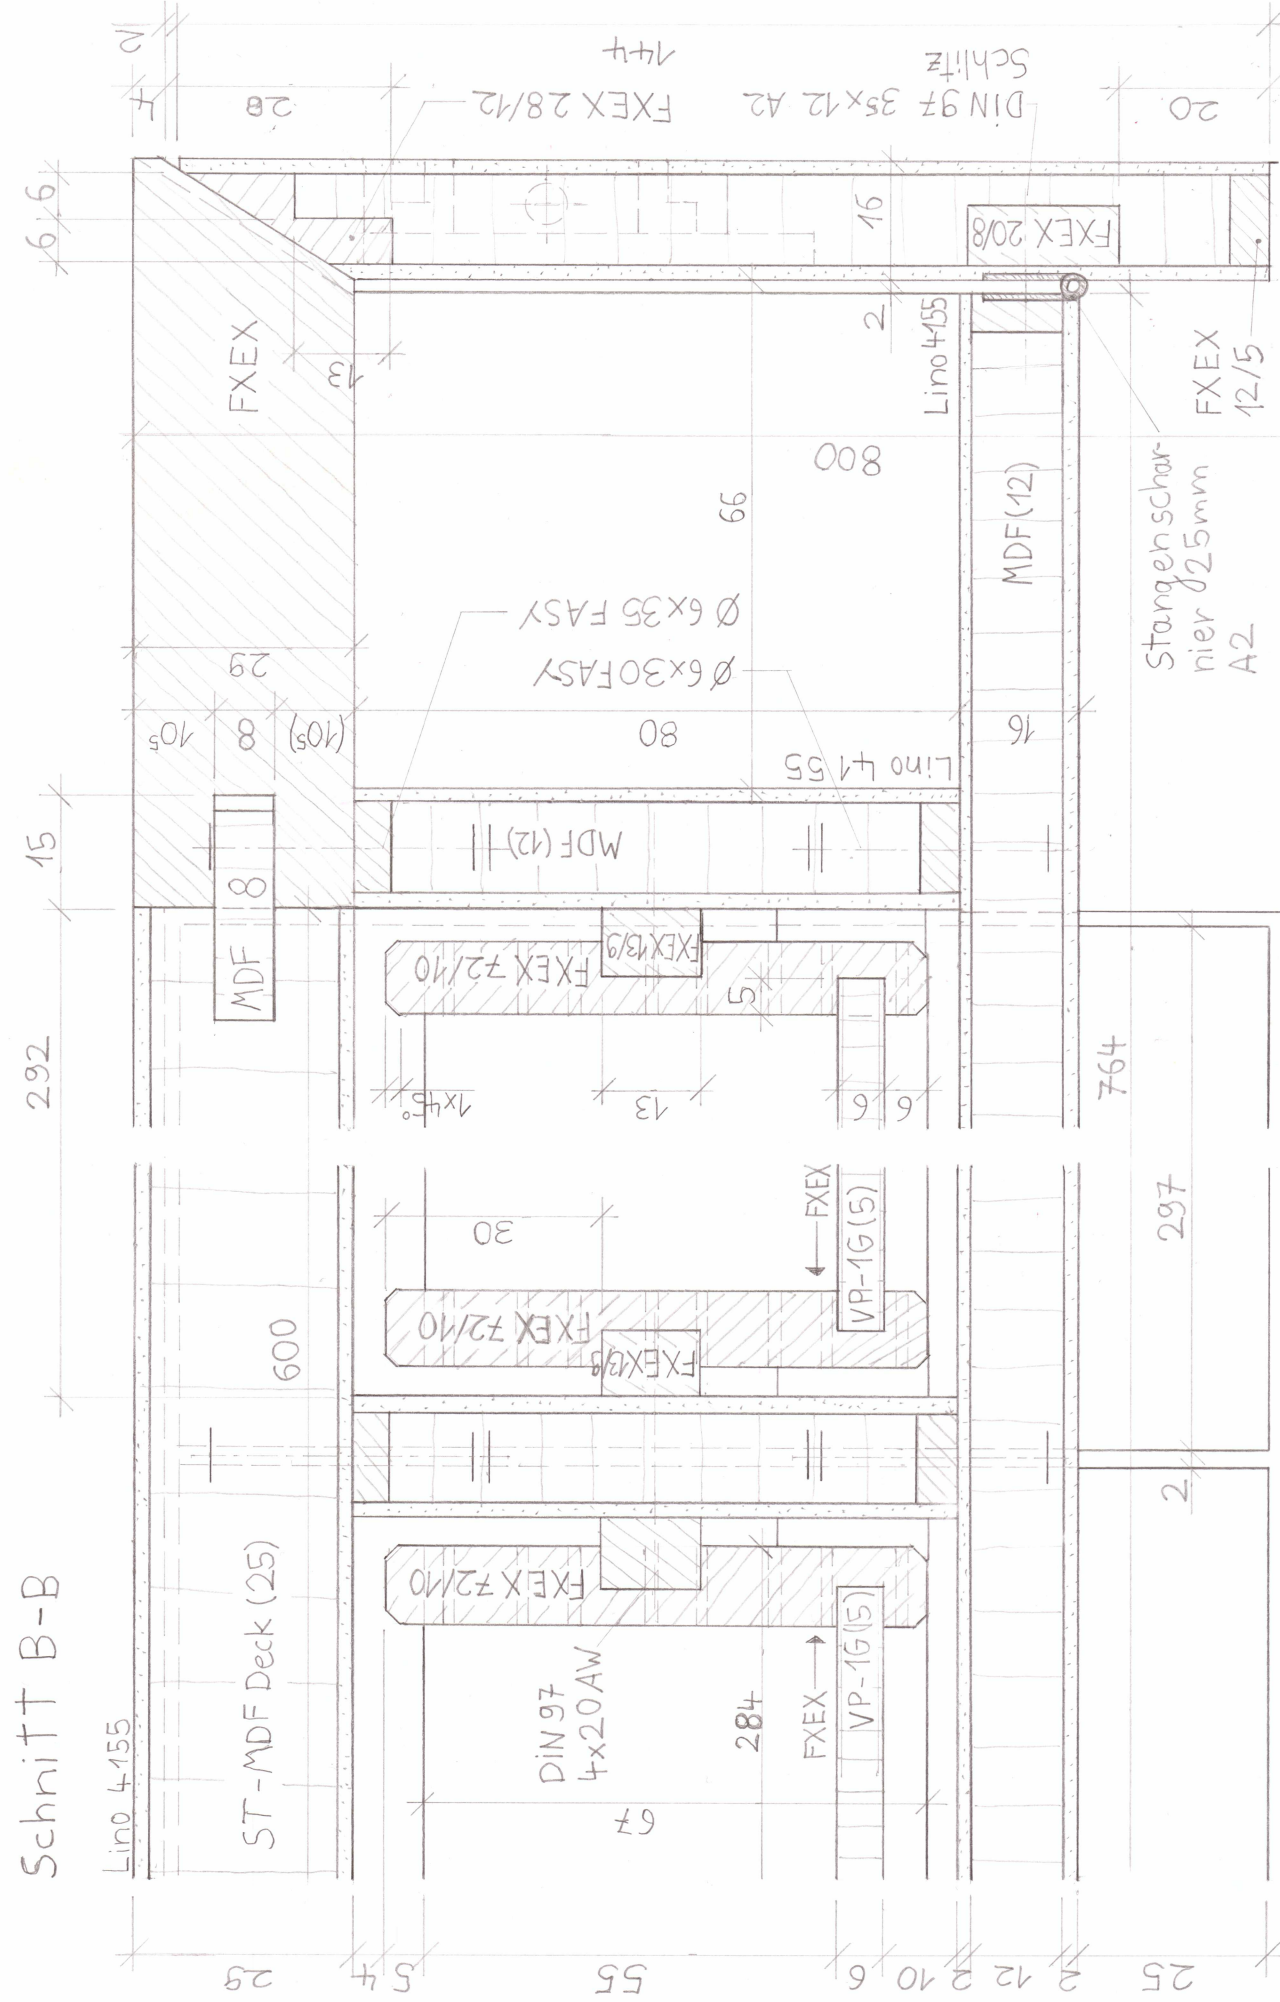 Schnitt B-B
Lino 4155
ST-MDF Deck (25)
600
292
15
6 6
MDF 8
FXEX
29
10⁵ 8 (10⁵)
13
4
2
28
144
20
FXEX 28/12
DIN 97 35x12 A2
Schlitz
FXEX 20/8
16
2
Lino 4155
FXEX
12/5
Stangenschar-
nier Ø25mm
A2
MDF(12)
800
66
Ø 6x35 FASY
Ø 6x30 FASY
80
16
Lino 4155
MDF (12)
FXEX 72/10
FXEX 13/9
5
1x45°
13
6
6
764
30
FXEX
VP-1G(5)
FXEX 72/10
FXEX 13/9
297
2
FXEX 72/10
DIN 97
4x20 AW
284
FXEX
VP-1G(5)
67
29 4 5 55 6 10 2 12 2 25